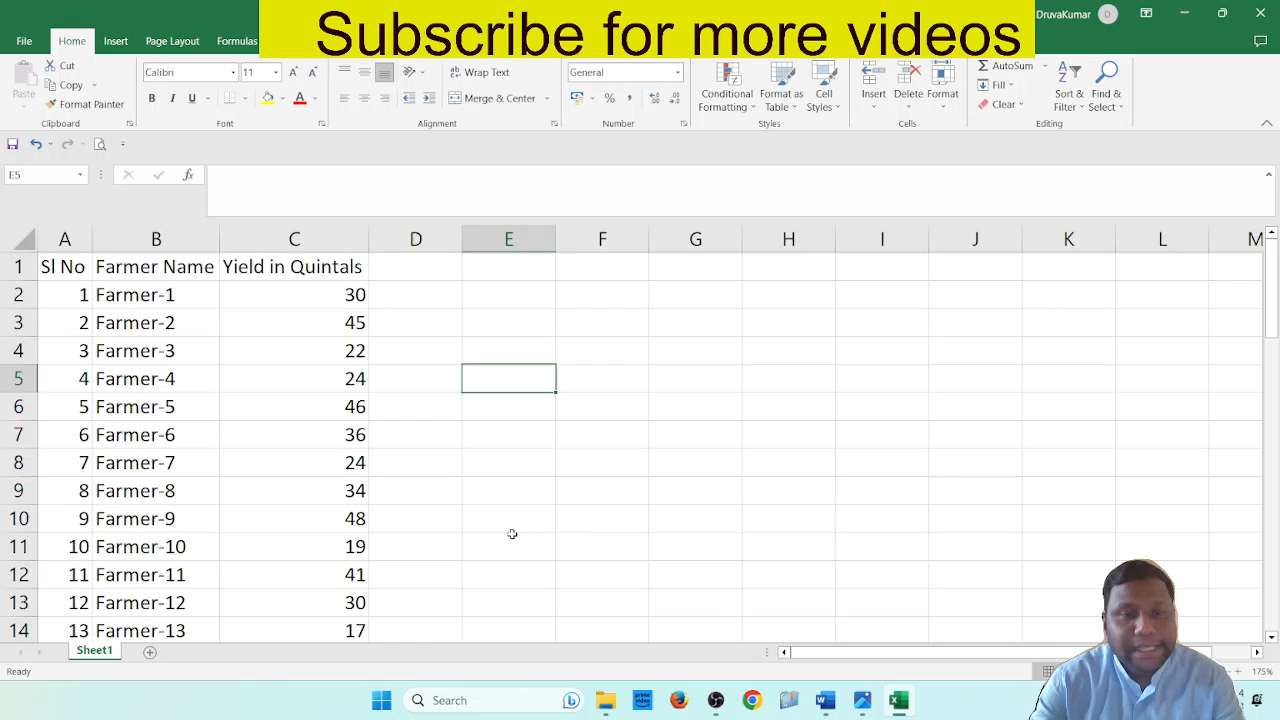 Subscribe for more videos
DruvaKumar D
File Home Insert Page Layout Formulas
Cut
Copy
Format Painter
Paste
Clipboard
Calibri 11
B I U
Font
Wrap Text
Merge & Center
Alignment
General
Number
Conditional Formatting
Format as Table
Cell Styles
Styles
Insert Delete Format
Cells
AutoSum
Fill
Clear
Sort & Filter
Find & Select
Editing
E5
fx
A B C D E F G H I J K L M
1 Sl No Farmer Name Yield in Quintals
2 1 Farmer-1 30
3 2 Farmer-2 45
4 3 Farmer-3 22
5 4 Farmer-4 24
6 5 Farmer-5 46
7 6 Farmer-6 36
8 7 Farmer-7 24
9 8 Farmer-8 34
10 9 Farmer-9 48
11 10 Farmer-10 19
12 11 Farmer-11 41
13 12 Farmer-12 30
14 13 Farmer-13 17
Sheet1
Ready
175%
Search